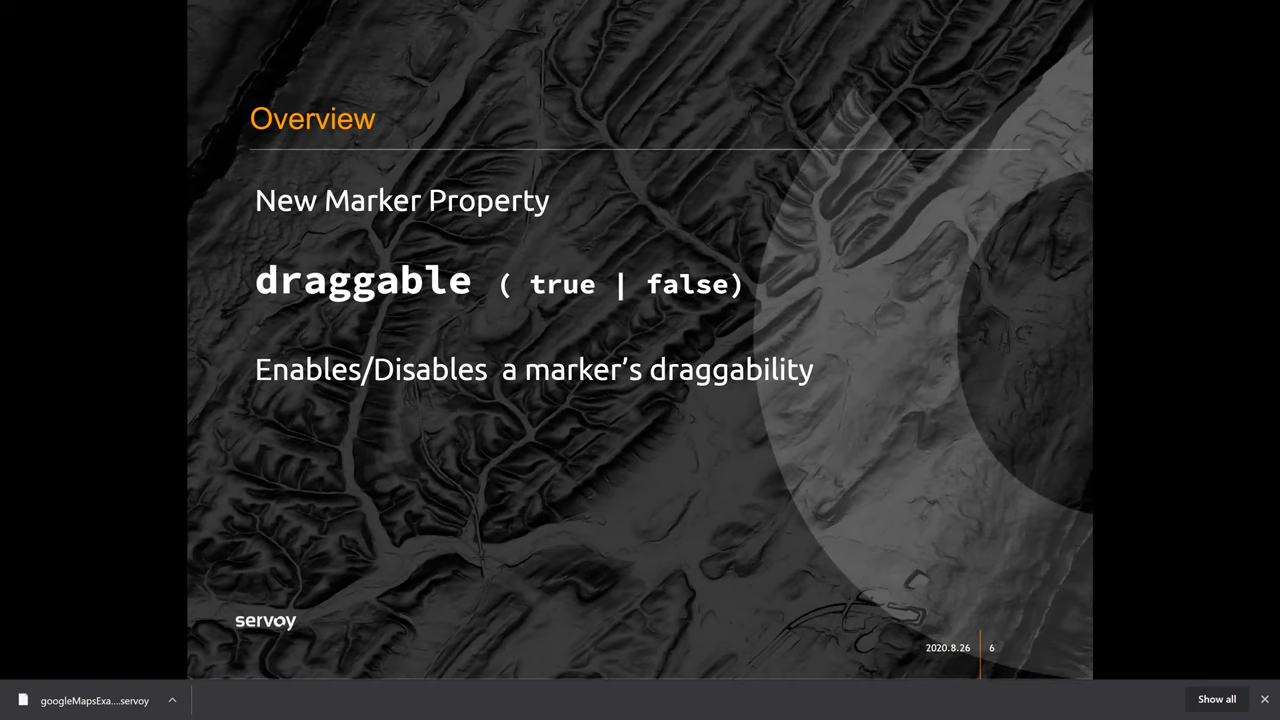 Overview
New Marker Property
draggable ( true | false)
Enables/Disables a marker’s draggability
servoy
2020.8.26 6
googleMapsExa....servoy
Show all